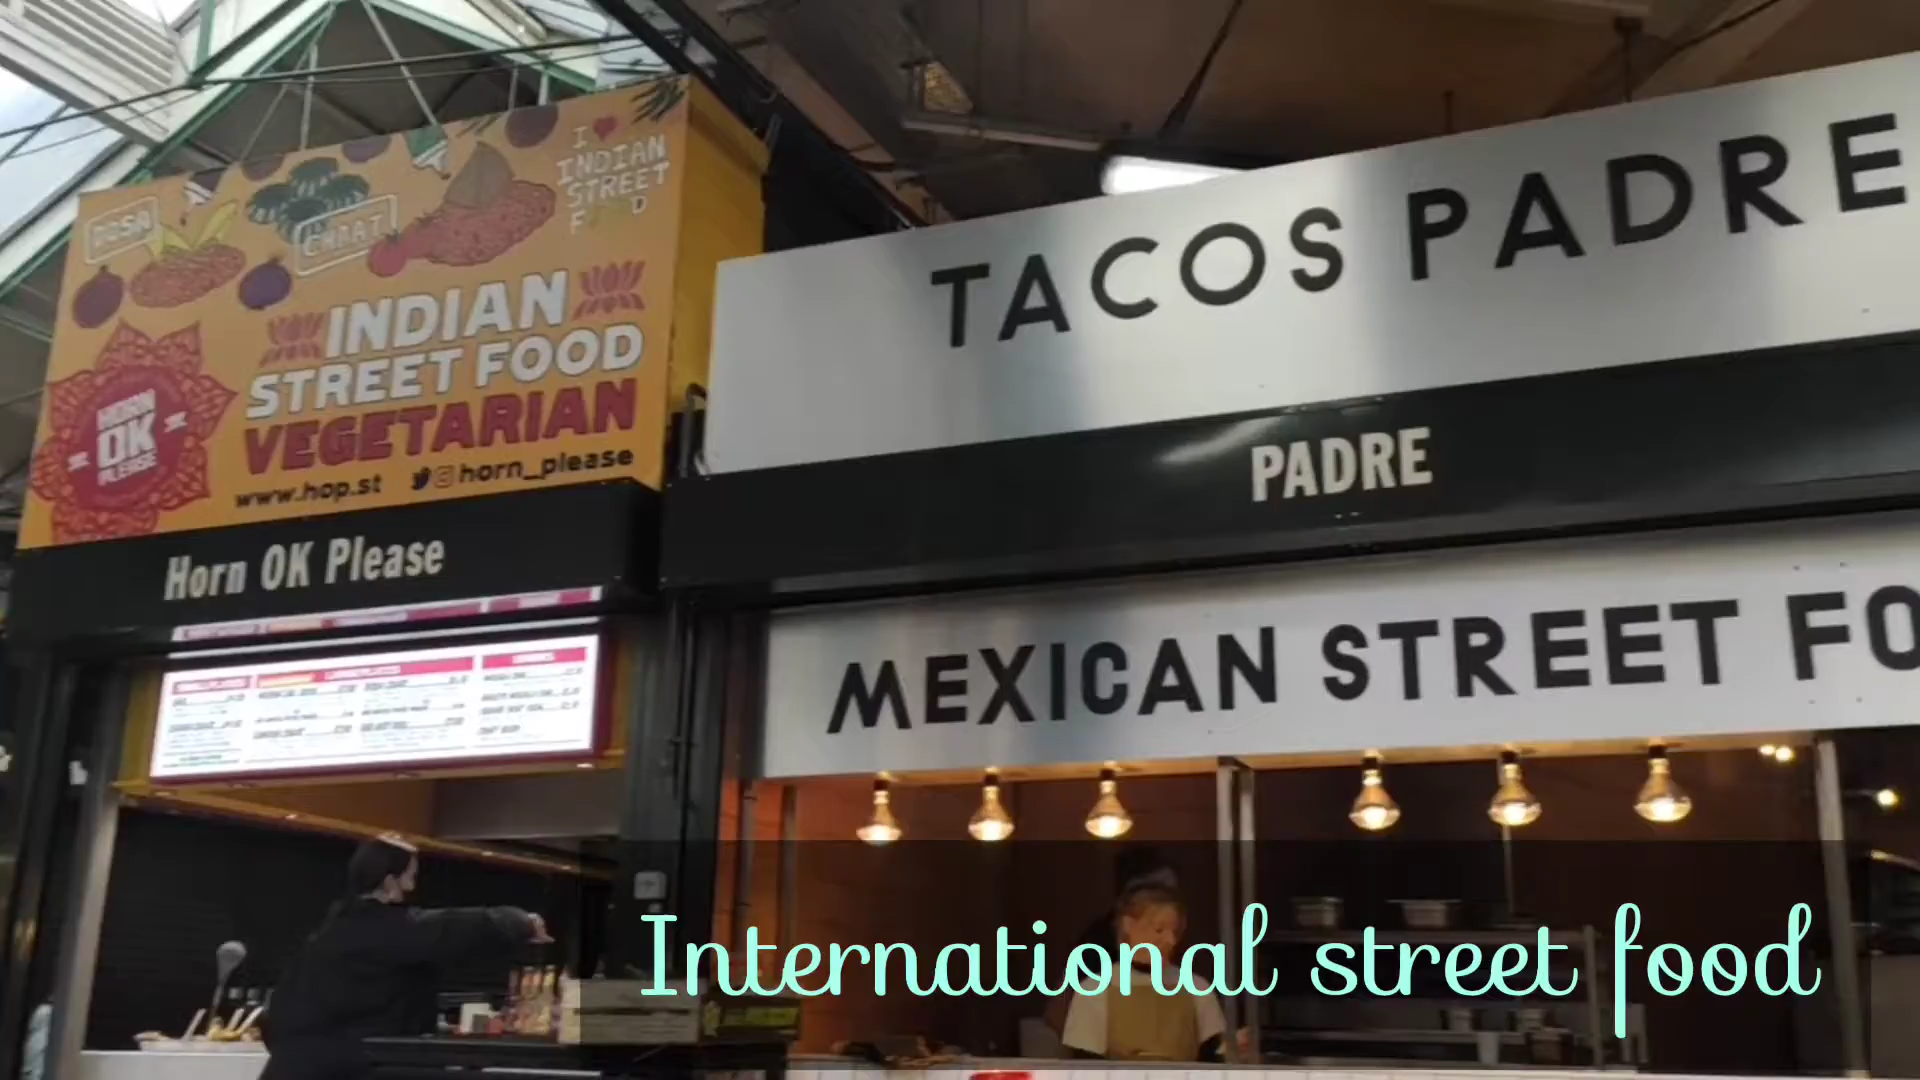 I ♥
INDIAN
STREET
FOOD
DOSA
CHAAT
INDIAN
STREET FOOD
VEGETARIAN
HORN
OK
PLEASE
www.hop.st horn_please
Horn OK Please
TACOS PADRE
PADRE
MEXICAN STREET FO
International street food